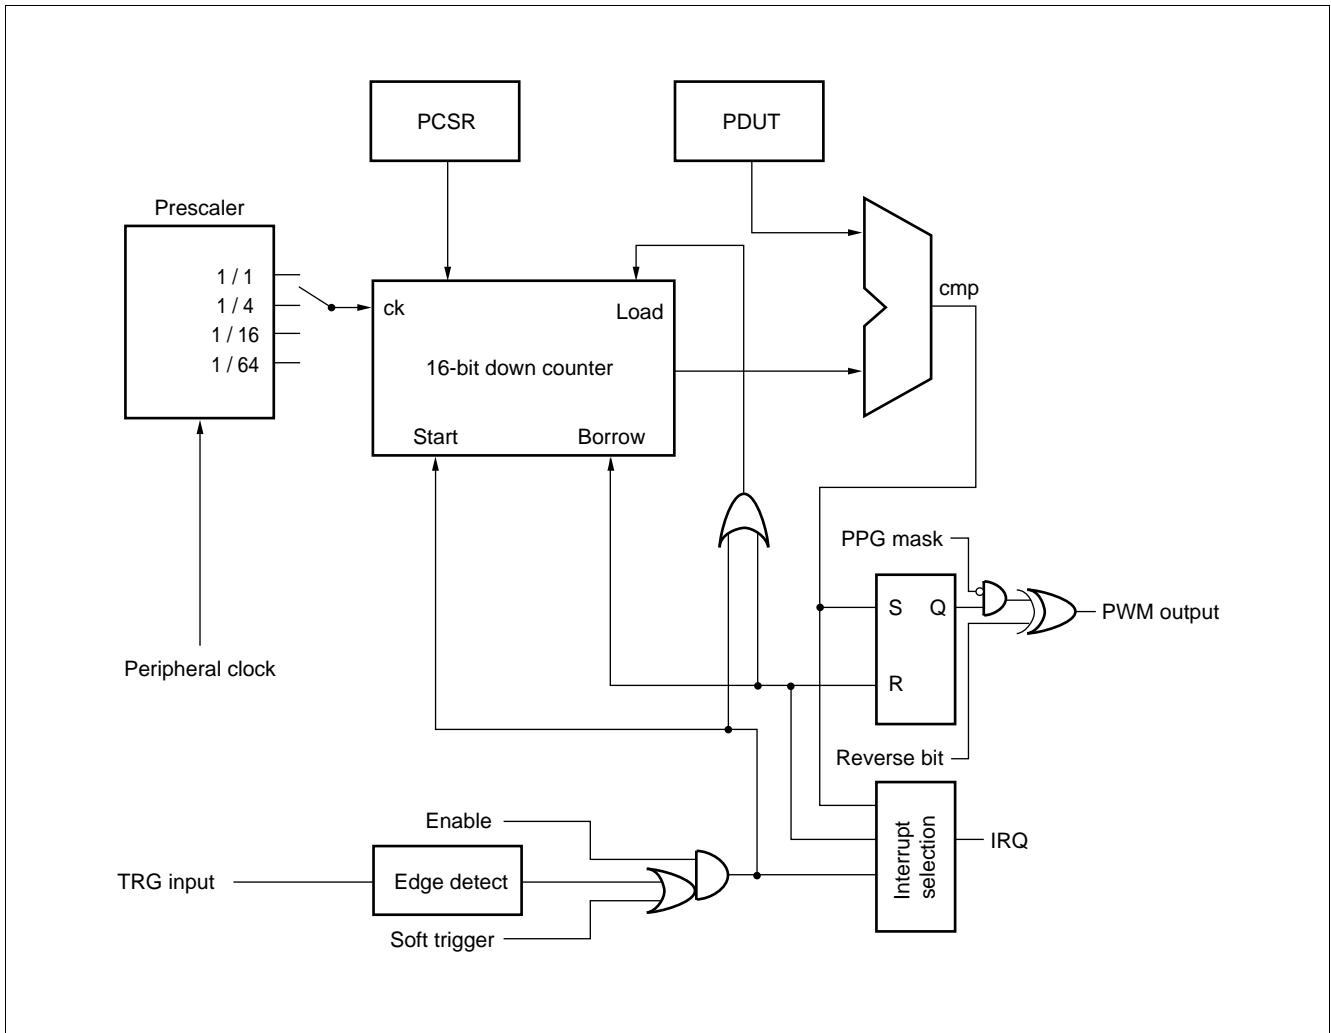 PCSR
PDUT
Prescaler
1 / 1
1 / 4
1 / 16
1 / 64
ck
Load
16-bit down counter
Start
Borrow
cmp
Peripheral clock
PPG mask
S
Q
R
PWM output
Reverse bit
Enable
TRG input
Edge detect
Soft trigger
Interrupt
selection
IRQ